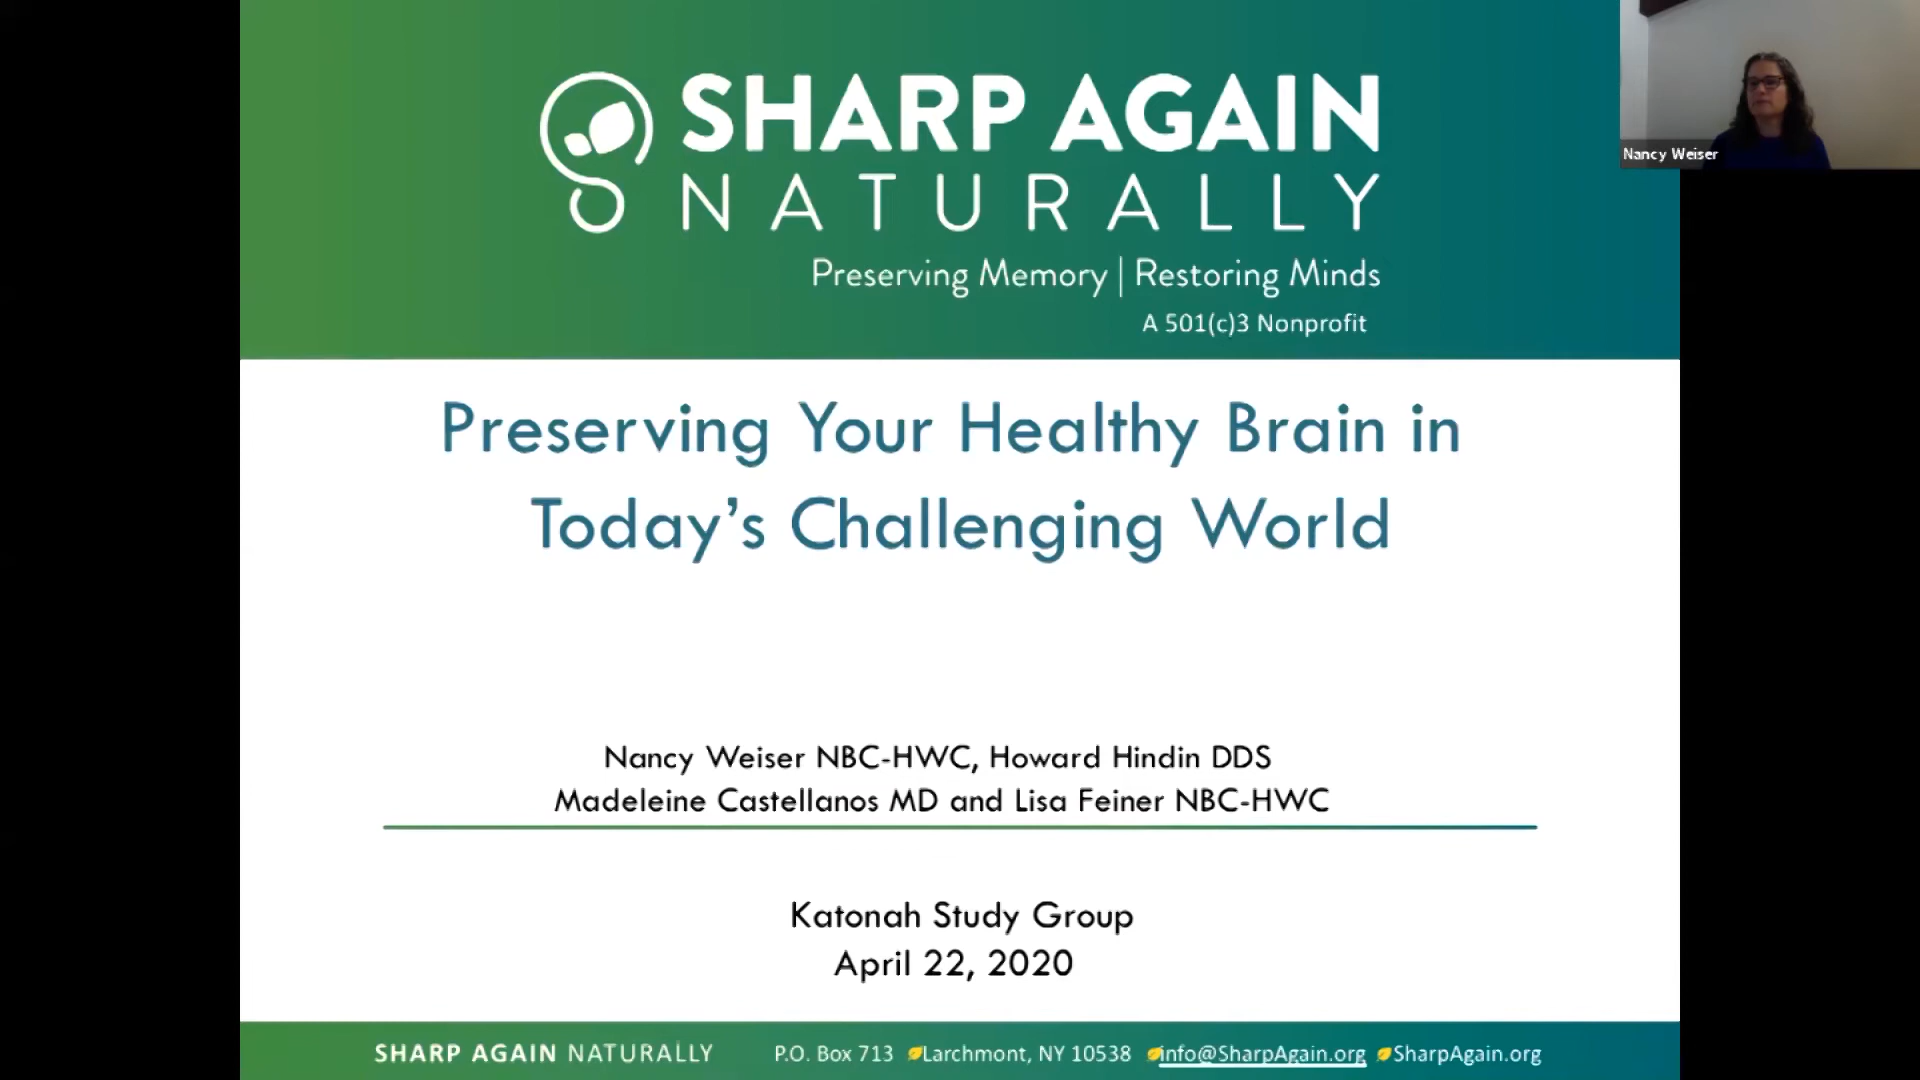 SHARP AGAIN
NATURALLY
Preserving Memory | Restoring Minds
A 501(c)3 Nonprofit
Nancy Weiser
Preserving Your Healthy Brain in
Today’s Challenging World
Nancy Weiser NBC-HWC, Howard Hindin DDS
Madeleine Castellanos MD and Lisa Feiner NBC-HWC
Katonah Study Group
April 22, 2020
SHARP AGAIN NATURALLY P.O. Box 713 Larchmont, NY 10538 info@SharpAgain.org SharpAgain.org